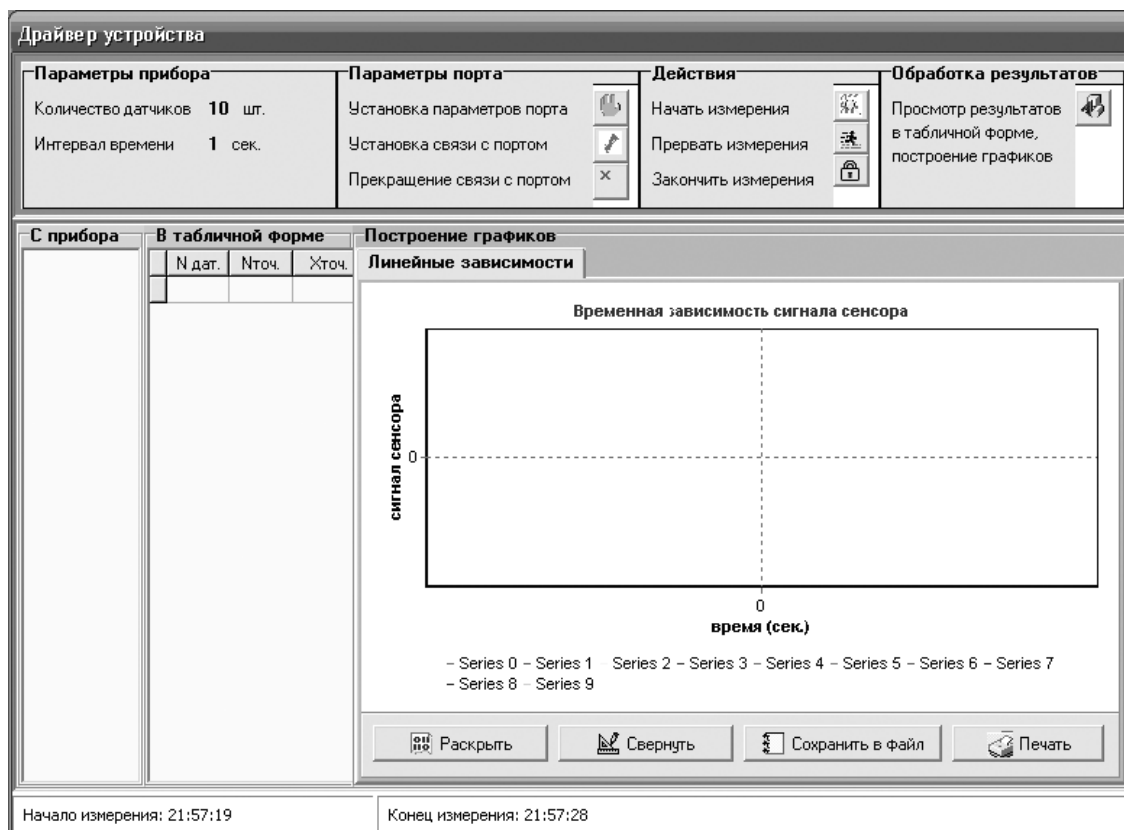 Драйвер устройства
Параметры прибора
Количество датчиков 10 шт.
Интервал времени 1 сек.
Параметры порта
Установка параметров порта
Установка связи с портом
Прекращение связи с портом
Действия
Начать измерения
Прервать измерения
Закончить измерения
Обработка результатов
Просмотр результатов
в табличной форме,
построение графиков
С прибора
В табличной форме
N дат. Nточ. Xточ.
Построение графиков
Линейные зависимости
Временная зависимость сигнала сенсора
сигнал сенсора
0
0
время (сек.)
– Series 0 – Series 1 Series 2 – Series 3 – Series 4 – Series 5 – Series 6 – Series 7
– Series 8 – Series 9
Раскрыть Свернуть Сохранить в файл Печать
Начало измерения: 21:57:19 Конец измерения: 21:57:28